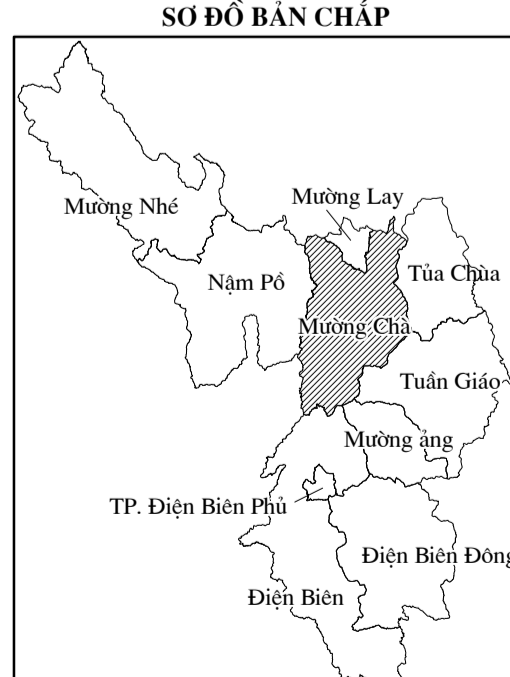 SƠ ĐỒ BẢN CHẮP
Mường Lay
Mường Nhé
Tủa Chùa
Nậm Pồ
Mường Chà
Tuần Giáo
Mường ảng
TP. Điện Biên Phủ
Điện Biên Đông
Điện Biên